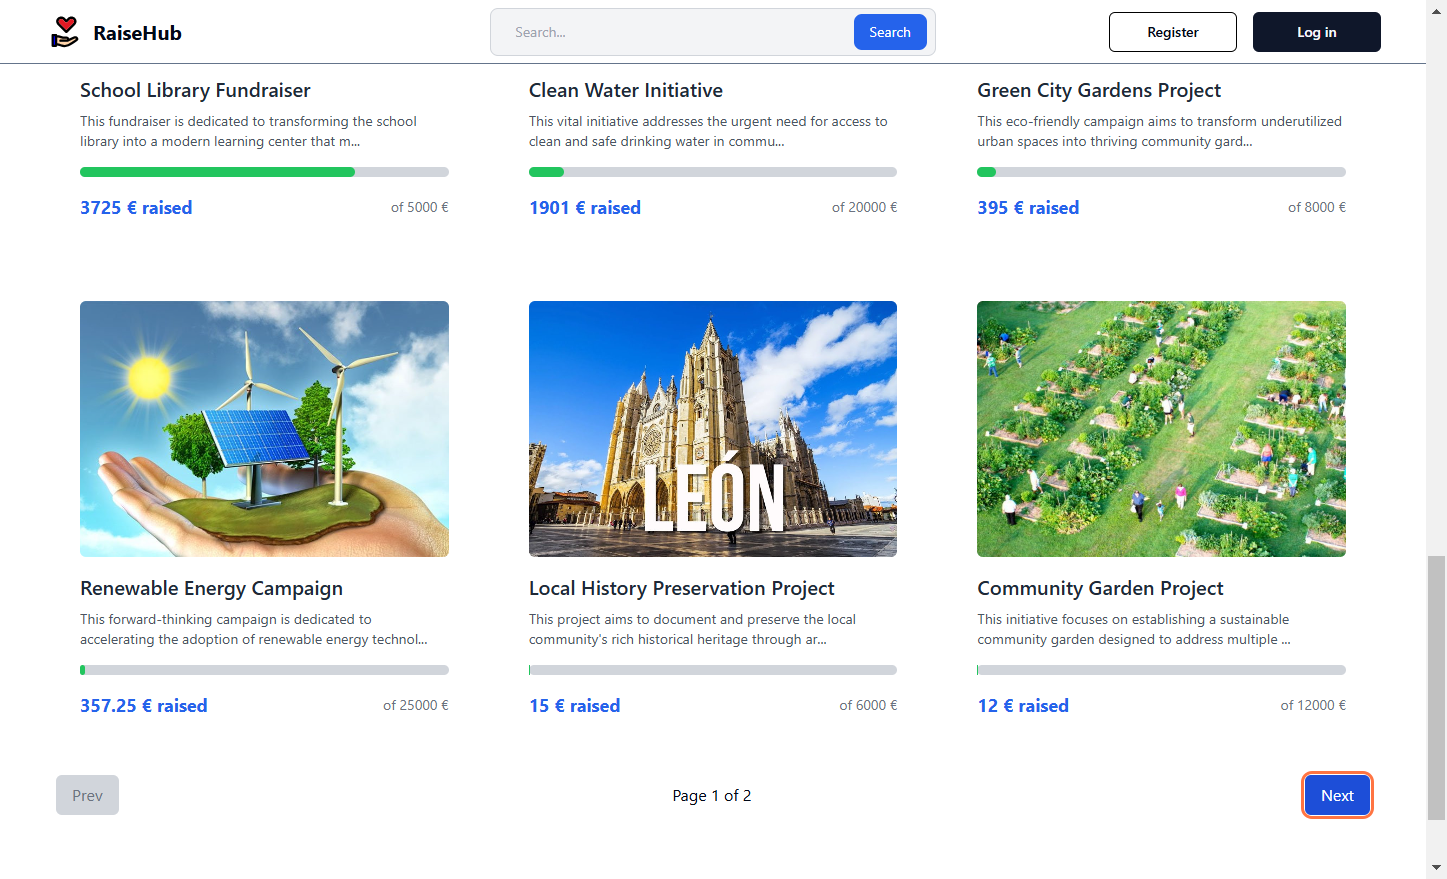 RaiseHub
Search...
Search
Register
Log in
School Library Fundraiser
This fundraiser is dedicated to transforming the school
library into a modern learning center that m...
3725 € raised
of 5000 €
Clean Water Initiative
This vital initiative addresses the urgent need for access to
clean and safe drinking water in commu...
1901 € raised
of 20000 €
Green City Gardens Project
This eco-friendly campaign aims to transform underutilized
urban spaces into thriving community gard...
395 € raised
of 8000 €
Renewable Energy Campaign
This forward-thinking campaign is dedicated to
accelerating the adoption of renewable energy technol...
357.25 € raised
of 25000 €
LEÓN
Local History Preservation Project
This project aims to document and preserve the local
community's rich historical heritage through ar...
15 € raised
of 6000 €
Community Garden Project
This initiative focuses on establishing a sustainable
community garden designed to address multiple ...
12 € raised
of 12000 €
Prev
Page 1 of 2
Next